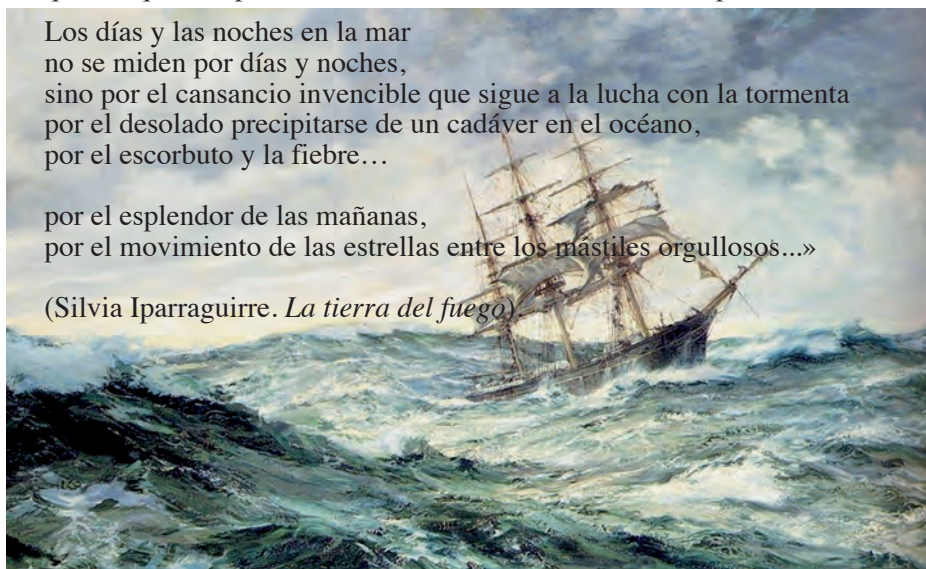 Los días y las noches en la mar
no se miden por días y noches,
sino por el cansancio invencible que sigue a la lucha con la tormenta
por el desolado precipitarse de un cadáver en el océano,
por el escorbuto y la fiebre…
por el esplendor de las mañanas,
por el movimiento de las estrellas entre los mástiles orgullosos...»
(Silvia Iparraguirre. La tierra del fuego).